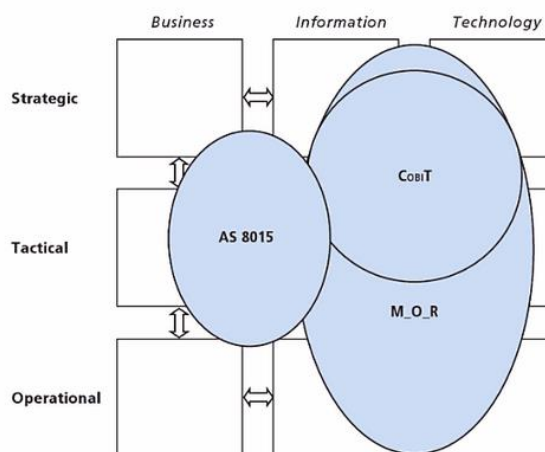 Business Information Technology
Strategic
COBIT
Tactical
AS 8015
M_O_R
Operational